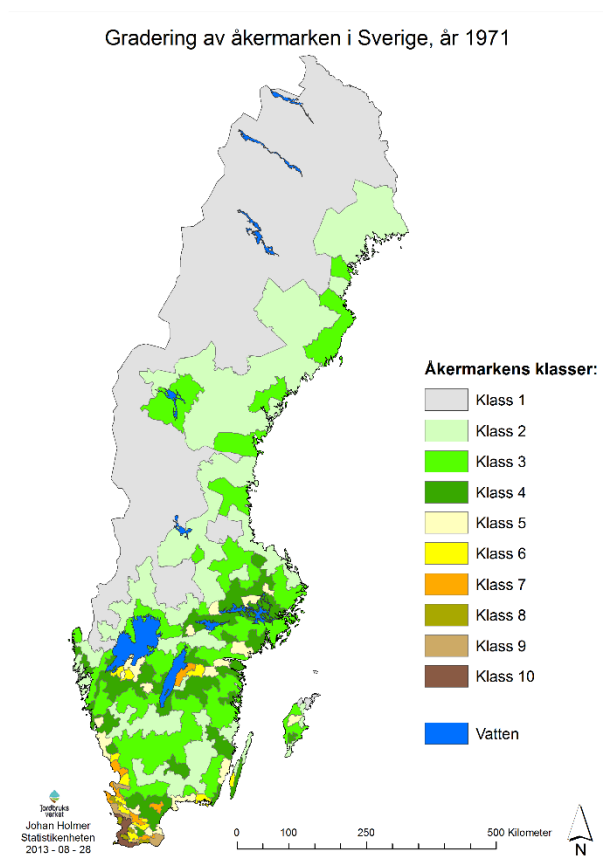 Gradering av åkermarken i Sverige, år 1971
Åkermarkens klasser:
Klass 1
Klass 2
Klass 3
Klass 4
Klass 5
Klass 6
Klass 7
Klass 8
Klass 9
Klass 10
Vatten
Jordbruks
verket
Johan Holmer
Statistikenheten
2013 - 08 - 28
0 100 250 500 Kilometer
N